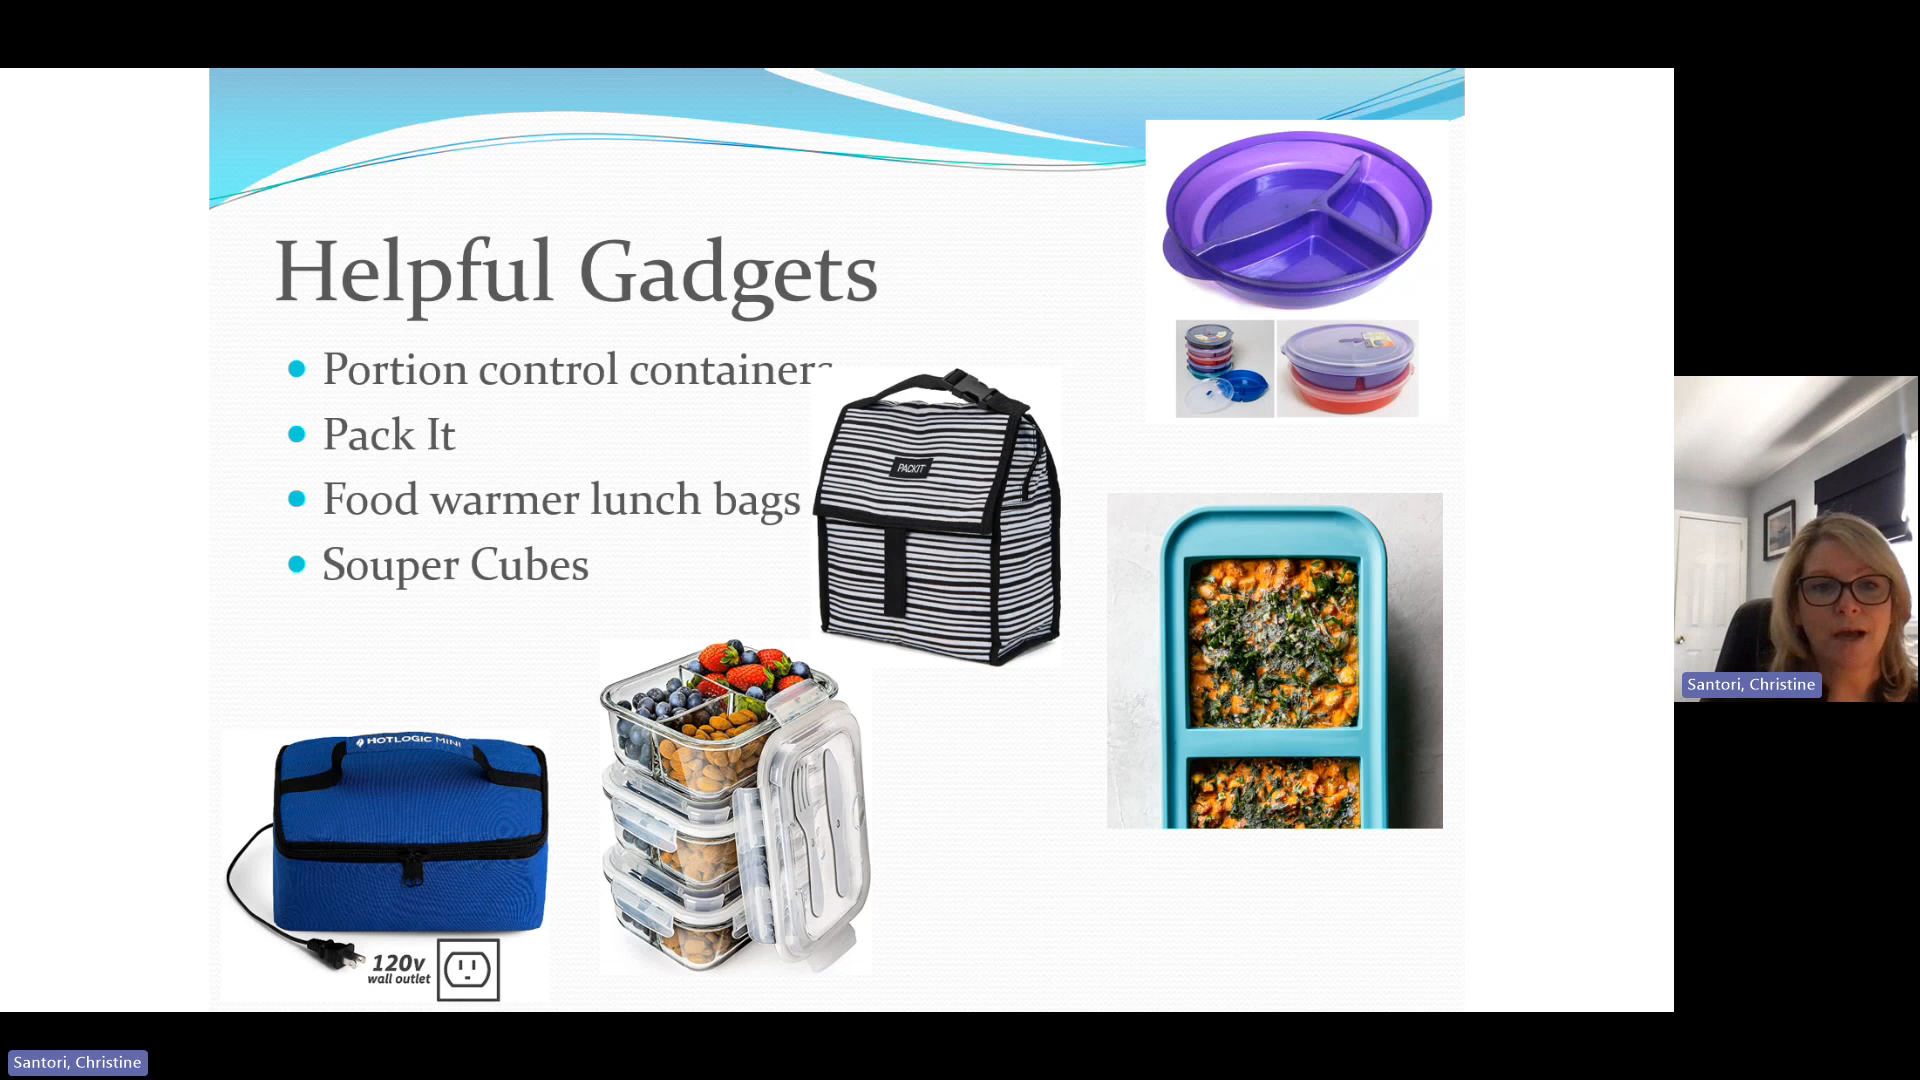 Helpful Gadgets
Portion control containers
Pack It
Food warmer lunch bags
Souper Cubes
PACKIT
HOTLOGIC MINI
120v
wall outlet
Santori, Christine
Santori, Christine